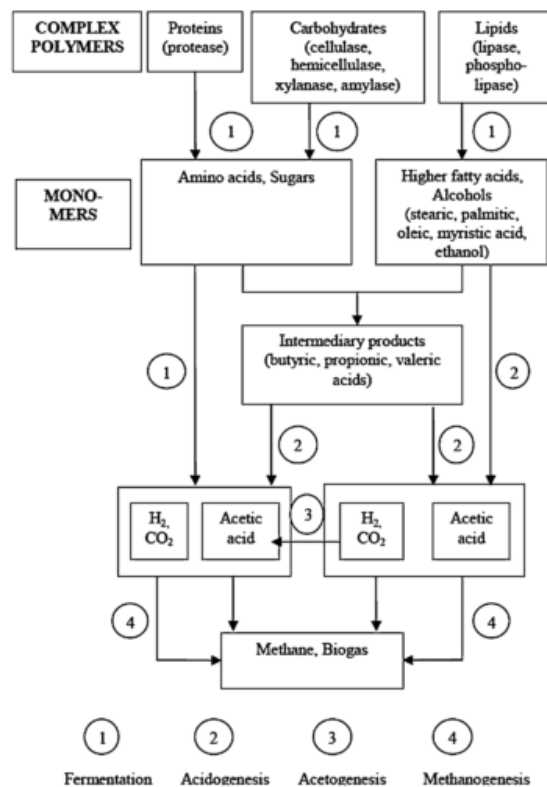 COMPLEX
POLYMERS
Proteins
(protease)
Carbohydrates
(cellulase,
hemicellulase,
xylanase, amylase)
Lipids
(lipase,
phospho-
lipase)
1
1
1
MONO-
MERS
Amino acids, Sugars
Higher fatty acids,
Alcohols
(stearic, palmitic,
oleic, myristic acid,
ethanol)
Intermediary products
(butyric, propionic, valeric
acids)
1
2
2
2
H₂,
CO₂
Acetic
acid
3
H₂,
CO₂
Acetic
acid
4
4
Methane, Biogas
1
2
3
4
Fermentation
Acidogenesis
Acetogenesis
Methanogenesis